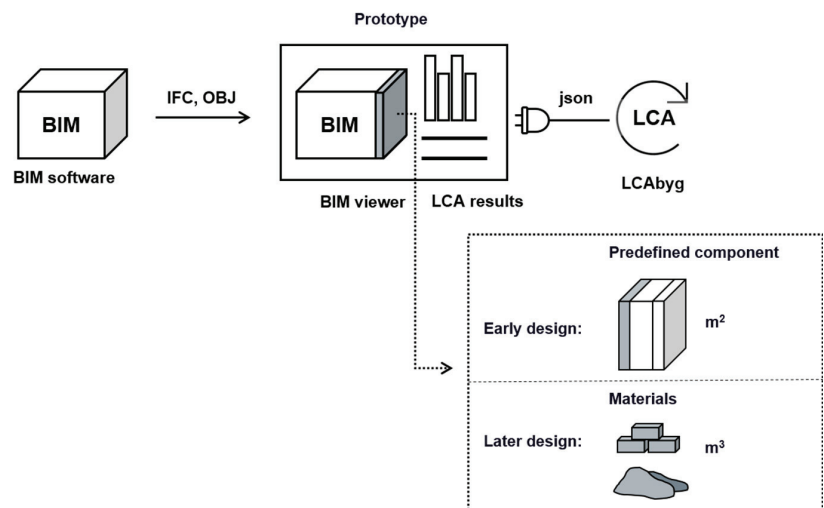 Prototype
IFC, OBJ
BIM
BIM
json
LCA
BIM software
BIM viewer
LCA results
LCAbyg
Predefined component
Early design:
m²
Materials
Later design:
m³